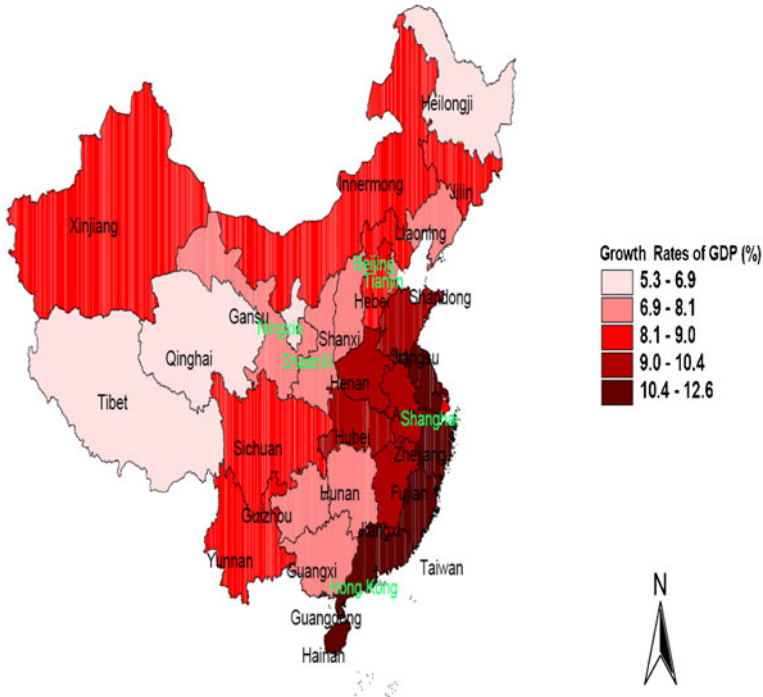 Heilongji
Innermong
Jilin
Xinjiang
Liaoning
Beijing
Tianjin
Hebei
Shandong
Gansu
Ningxia
Shanxi
Qinghai
ShaanXi
Jiangsu
Henan
Tibet
A
Shanghai
Hubei
Sichuan
Zhejiang
Hunan
Fujian
Guizhou
Jiangxi
Yunnan
Guangxi
Taiwan
Hong Kong
Guangdong
Hainan
Growth Rates of GDP (%)
5.3 - 6.9
6.9 - 8.1
8.1 - 9.0
9.0 - 10.4
10.4 - 12.6
N